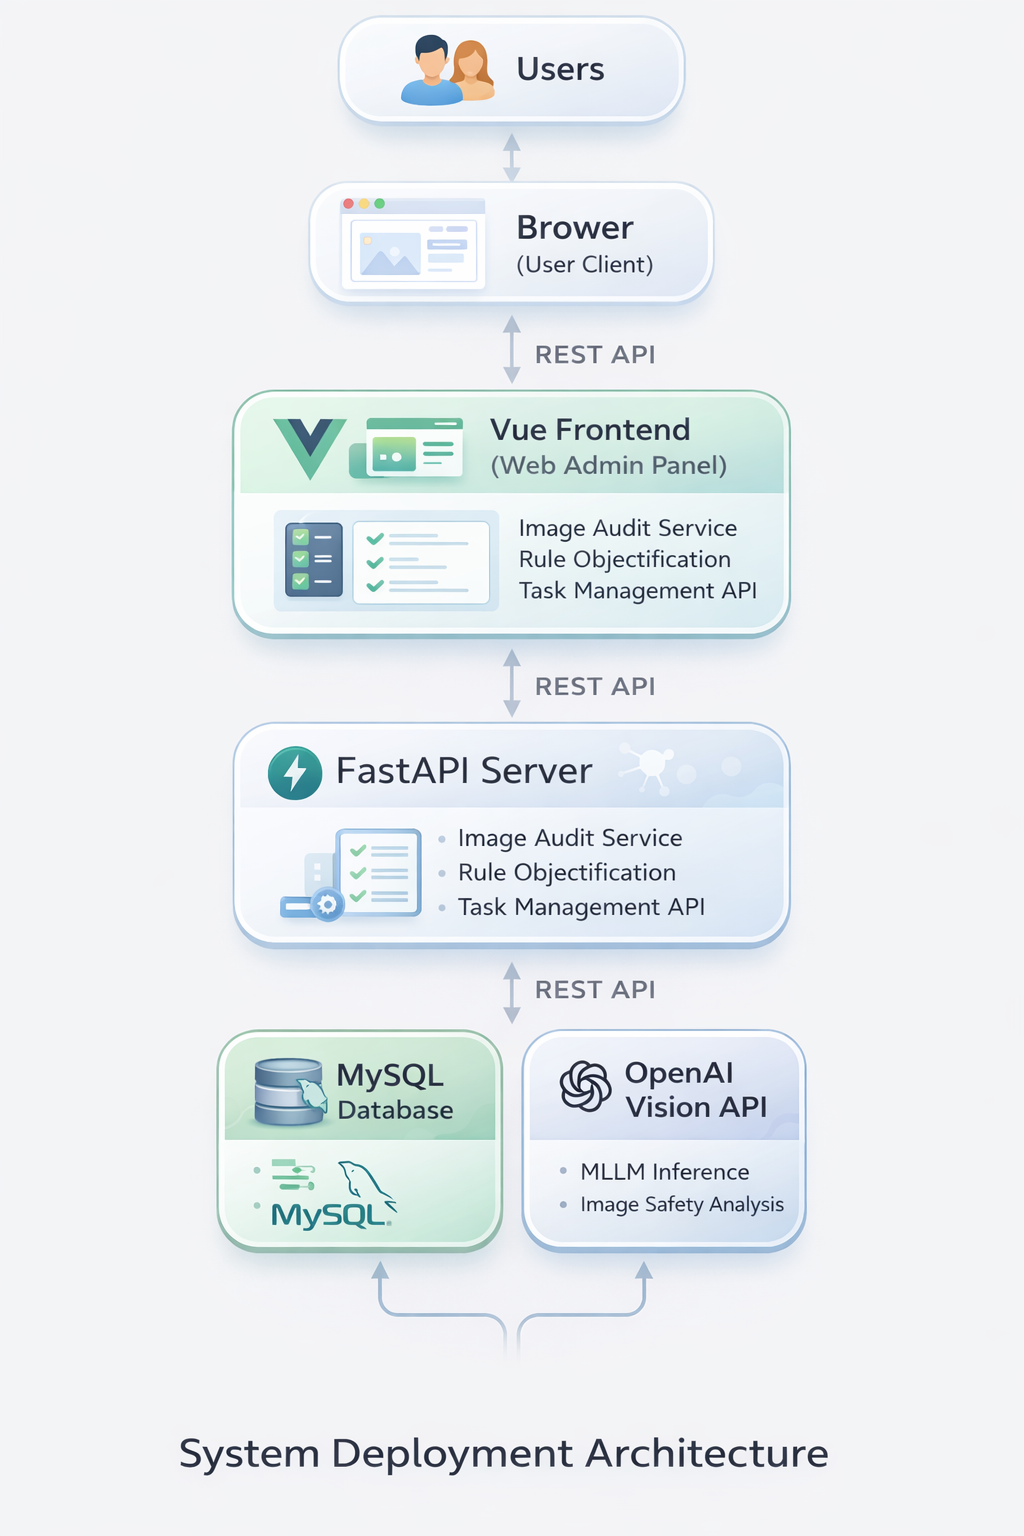 Users
Brower
(User Client)
REST API
Vue Frontend
(Web Admin Panel)
Image Audit Service
Rule Objectification
Task Management API
REST API
FastAPI Server
Image Audit Service
Rule Objectification
Task Management API
REST API
MySQL
Database
MySQL
OpenAI
Vision API
MLLM Inference
Image Safety Analysis
System Deployment Architecture